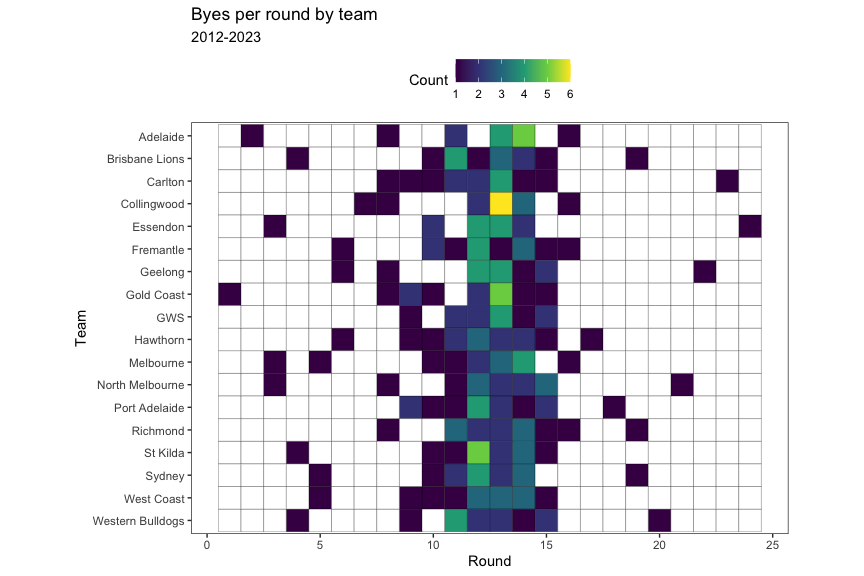 Byes per round by team
2012-2023
Count
1 2 3 4 5 6
Team
Adelaide
Brisbane Lions
Carlton
Collingwood
Essendon
Fremantle
Geelong
Gold Coast
GWS
Hawthorn
Melbourne
North Melbourne
Port Adelaide
Richmond
St Kilda
Sydney
West Coast
Western Bulldogs
0 5 10 15 20 25
Round